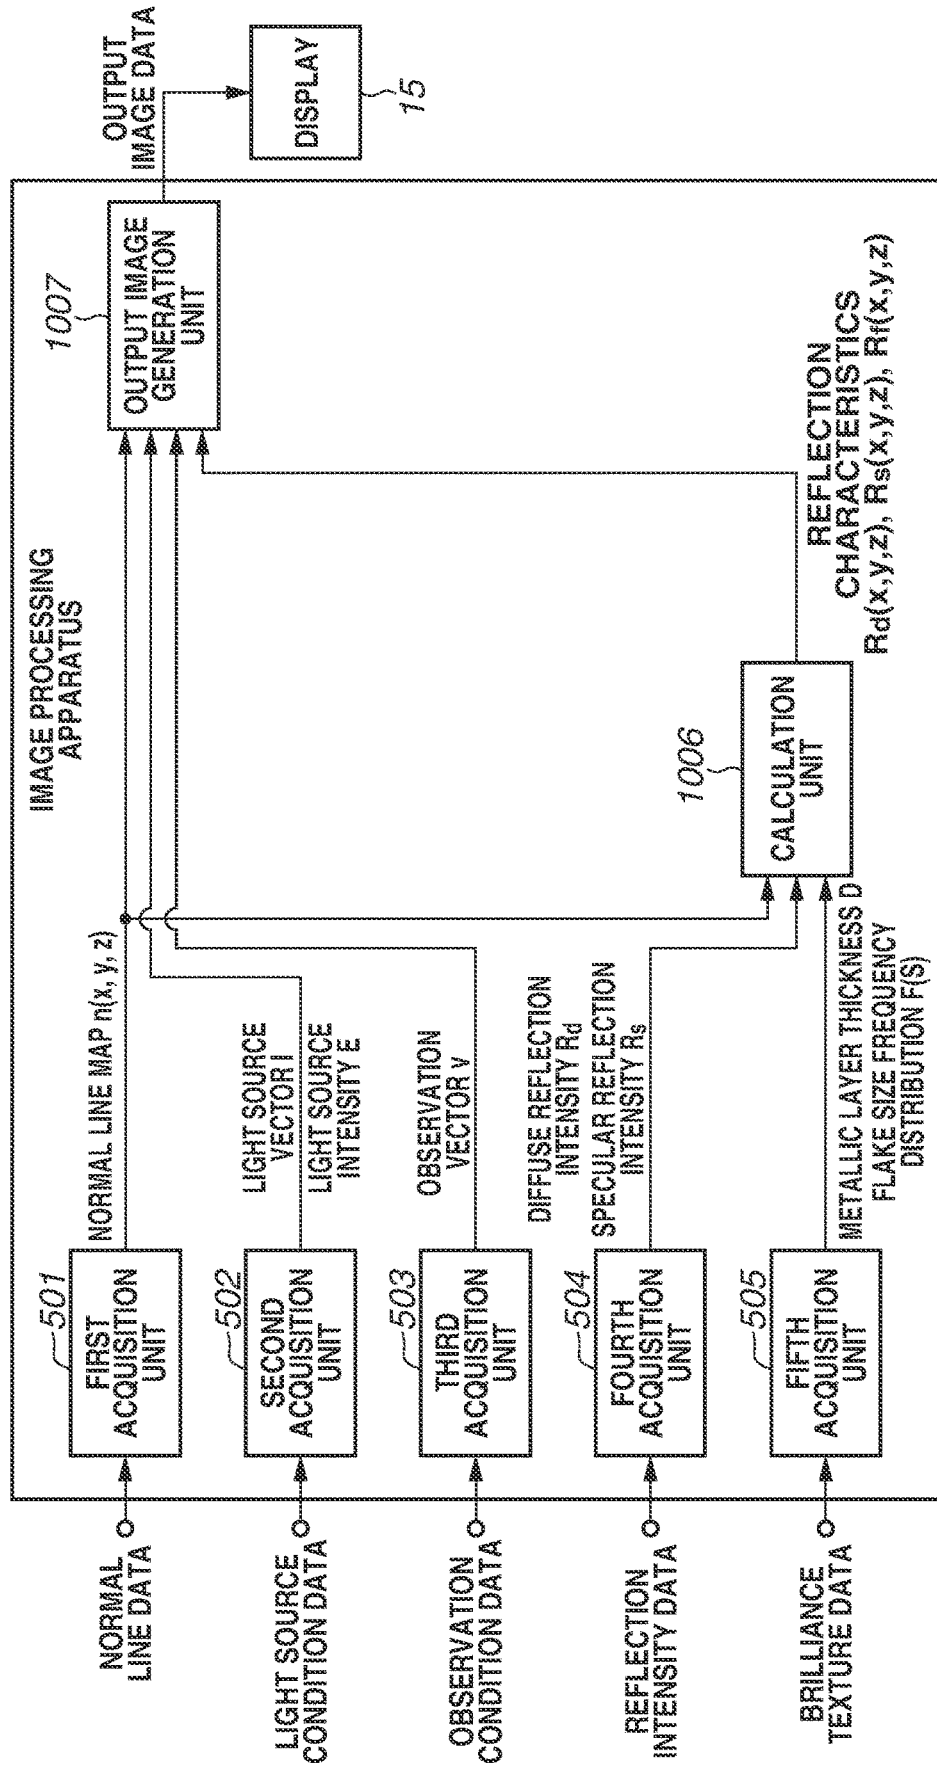 IMAGE PROCESSING
APPARATUS
NORMAL
LINE DATA
501
FIRST
ACQUISITION
UNIT
NORMAL LINE MAP n(x, y, z)
LIGHT SOURCE
CONDITION DATA
502
SECOND
ACQUISITION
UNIT
LIGHT SOURCE
VECTOR l
LIGHT SOURCE
INTENSITY E
OBSERVATION
CONDITION DATA
503
THIRD
ACQUISITION
UNIT
OBSERVATION
VECTOR v
REFLECTION
INTENSITY DATA
504
FOURTH
ACQUISITION
UNIT
DIFFUSE REFLECTION
INTENSITY Rd
SPECULAR REFLECTION
INTENSITY Rs
BRILLIANCE
TEXTURE DATA
505
FIFTH
ACQUISITION
UNIT
METALLIC LAYER THICKNESS D
FLAKE SIZE FREQUENCY
DISTRIBUTION F(S)
1006
CALCULATION
UNIT
REFLECTION
CHARACTERISTICS
Rd(x,y,z), Rs(x,y,z), Rf(x,y,z)
1007
OUTPUT IMAGE
GENERATION
UNIT
OUTPUT
IMAGE DATA
DISPLAY
15